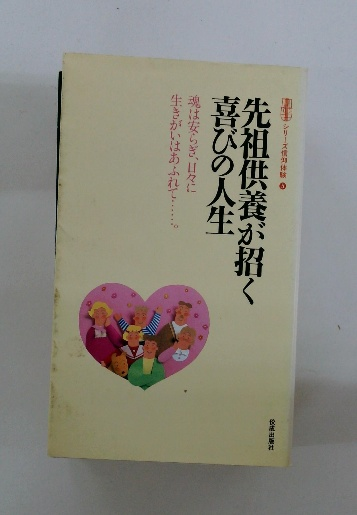 シリーズ信仰体験 5
先祖供養が招く
喜びの人生
魂は安らぎ、日々に
生きがいはあふれて……。
佼成出版社